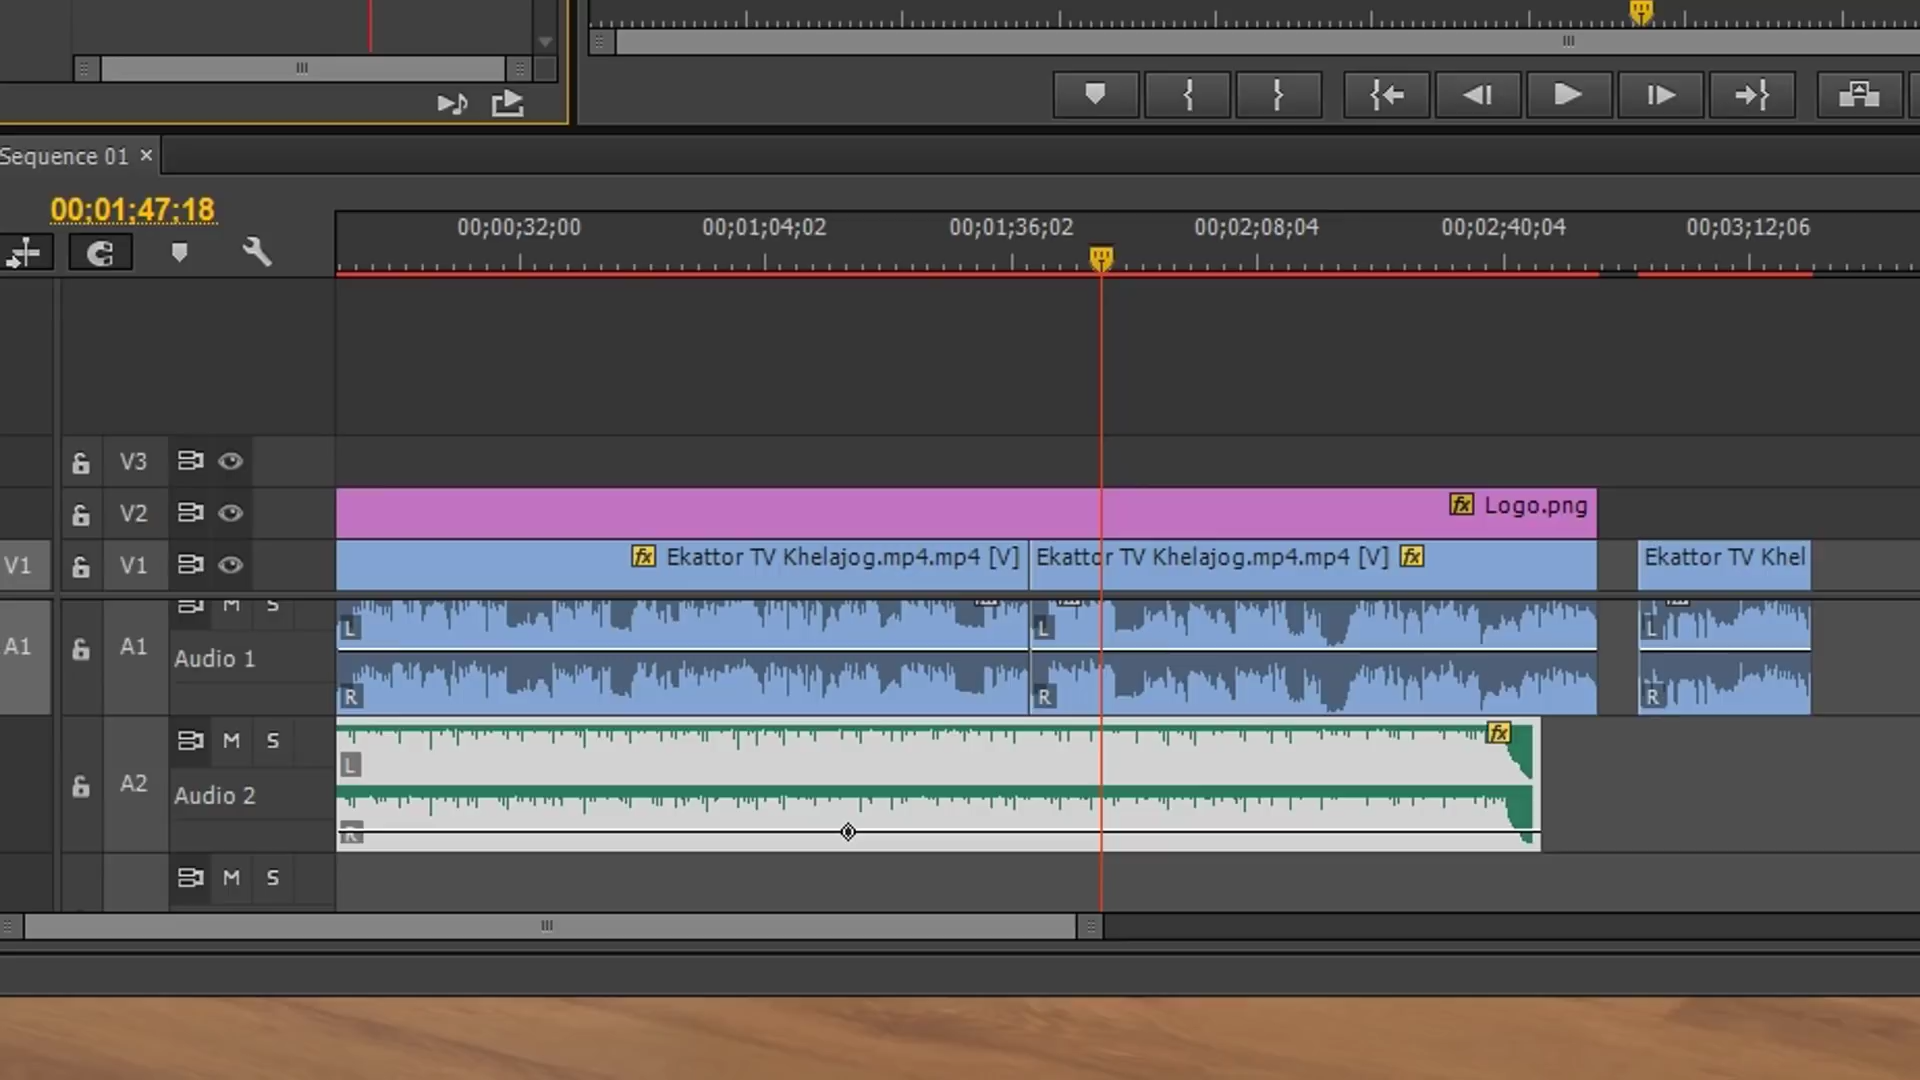 Sequence 01
00;01;47;18
00;00;32;00 00;01;04;02 00;01;36;02 00;02;08;04 00;02;40;04 00;03;12;06
V3
V2 Logo.png
V1 V1 Ekattor TV Khelajog.mp4.mp4 [V] Ekattor TV Khelajog.mp4.mp4 [V] Ekattor TV Khel
fx fx fx
M S
L L L
A1 A1 Audio 1
R R R
M S fx
L
A2 Audio 2
R
M S